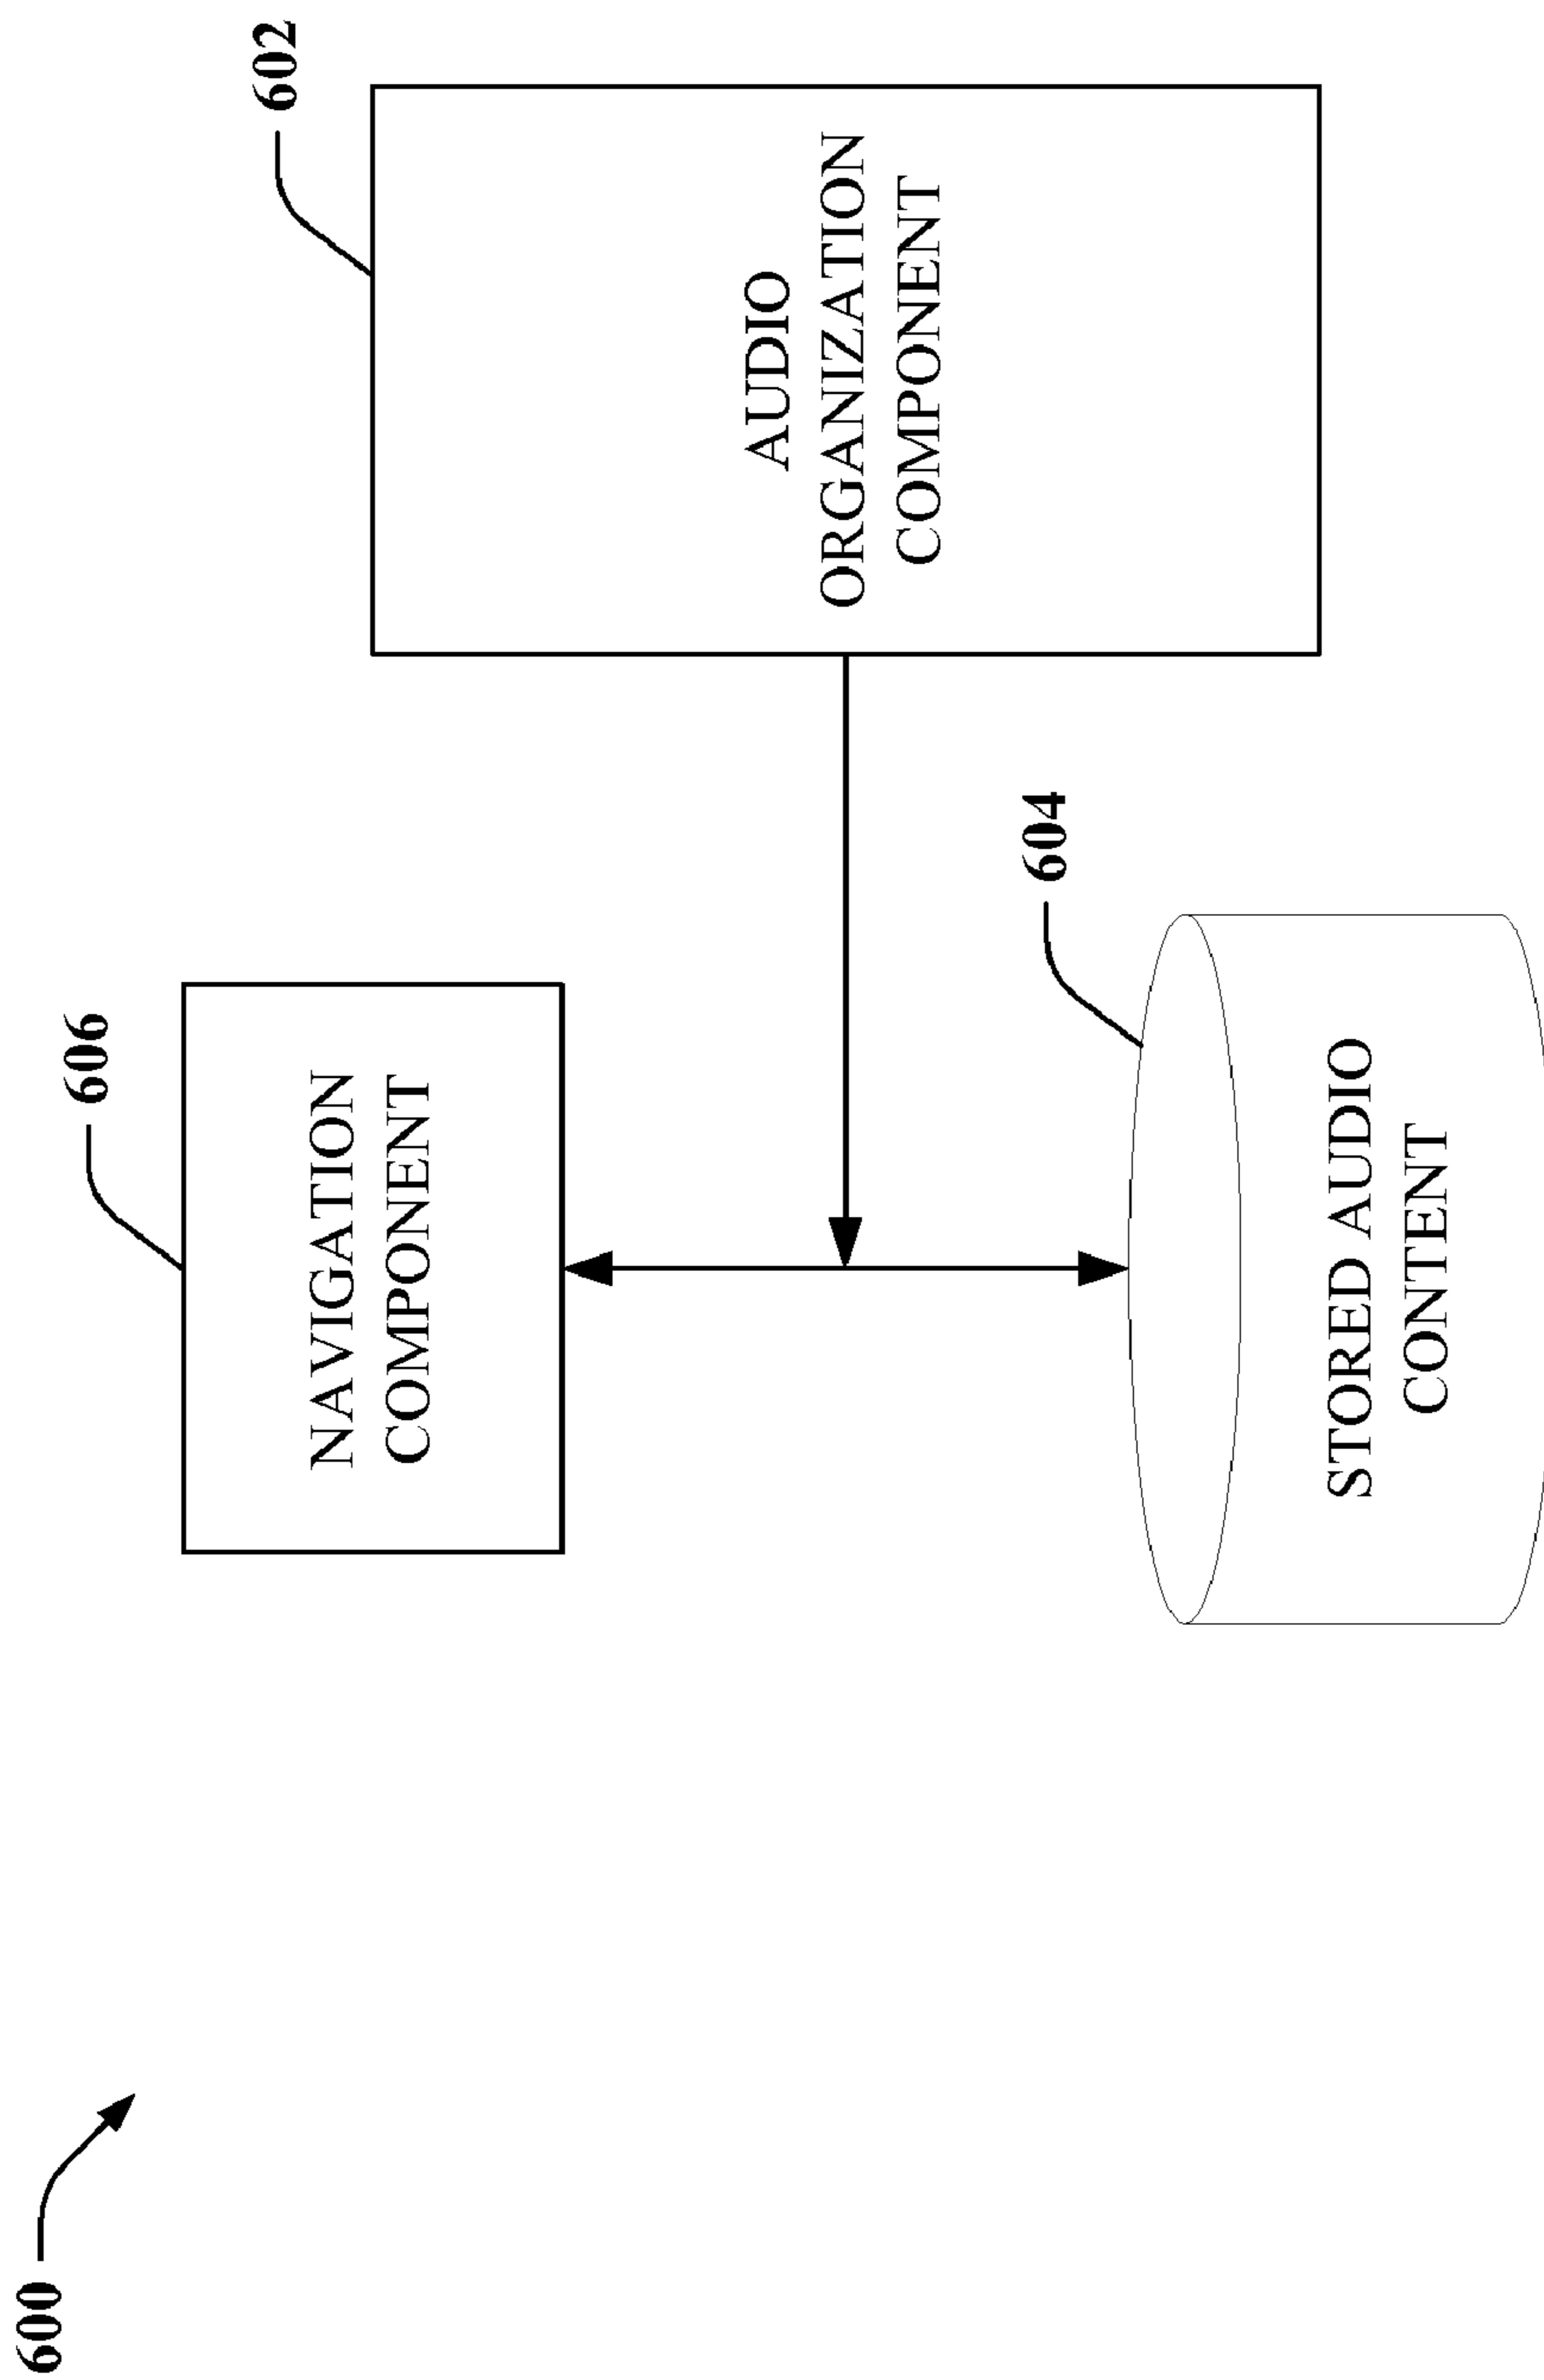 600
606
NAVIGATION
COMPONENT
602
AUDIO
ORGANIZATION
COMPONENT
604
STORED AUDIO
CONTENT